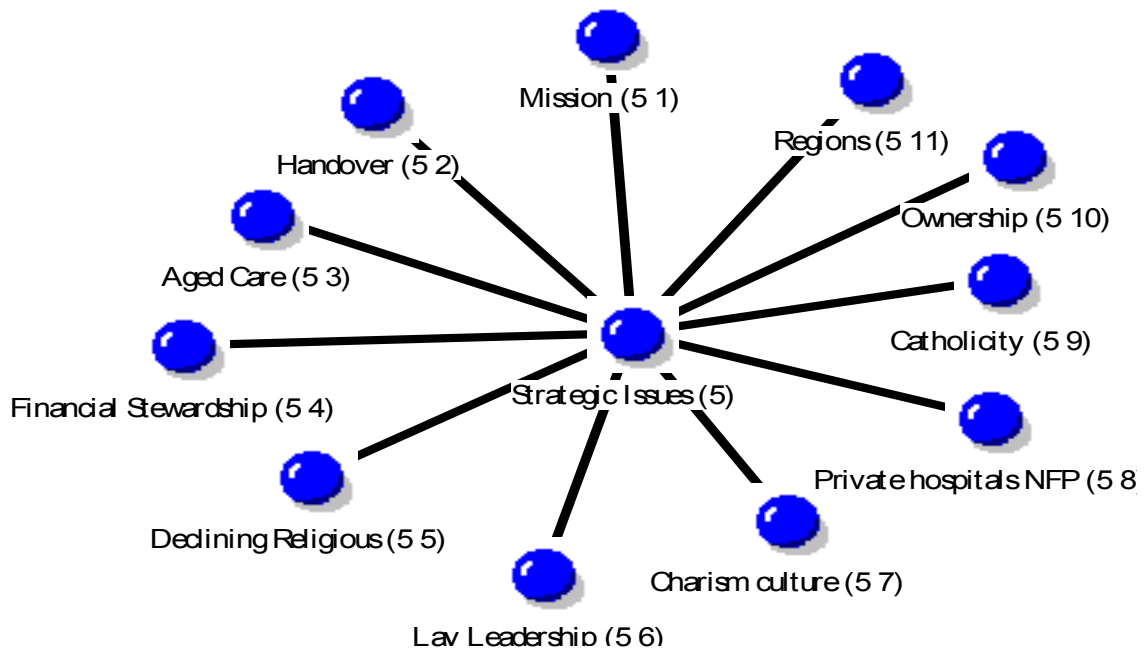 Mission (5 1)
Regions (5 11)
Handover (5 2)
Ownership (5 10)
Aged Care (5 3)
Catholicity (5 9)
Strategic Issues (5)
Financial Stewardship (5 4)
Private hospitals NFP (5 8)
Declining Religious (5 5)
Charism culture (5 7)
Lay Leadership (5 6)